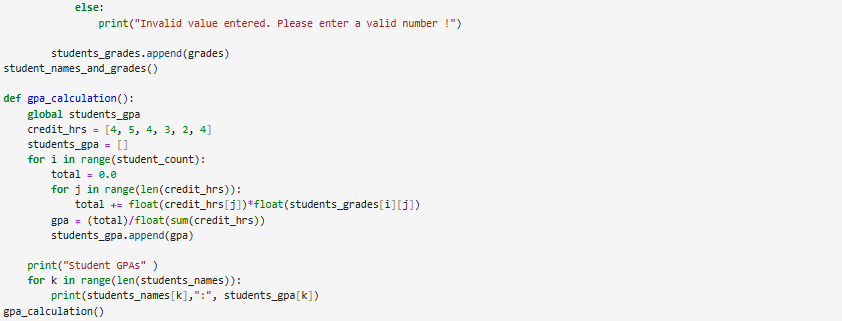 else:
print("Invalid value entered. Please enter a valid number !")
students_grades.append(grades)
student_names_and_grades()
def gpa_calculation():
global students_gpa
credit_hrs = [4, 5, 4, 3, 2, 4]
students_gpa = []
for i in range(student_count):
total = 0.0
for j in range(len(credit_hrs)):
total += float(credit_hrs[j])*float(students_grades[i][j])
gpa = (total)/float(sum(credit_hrs))
students_gpa.append(gpa)
print("Student GPAs" )
for k in range(len(students_names)):
print(students_names[k],":", students_gpa[k])
gpa_calculation()